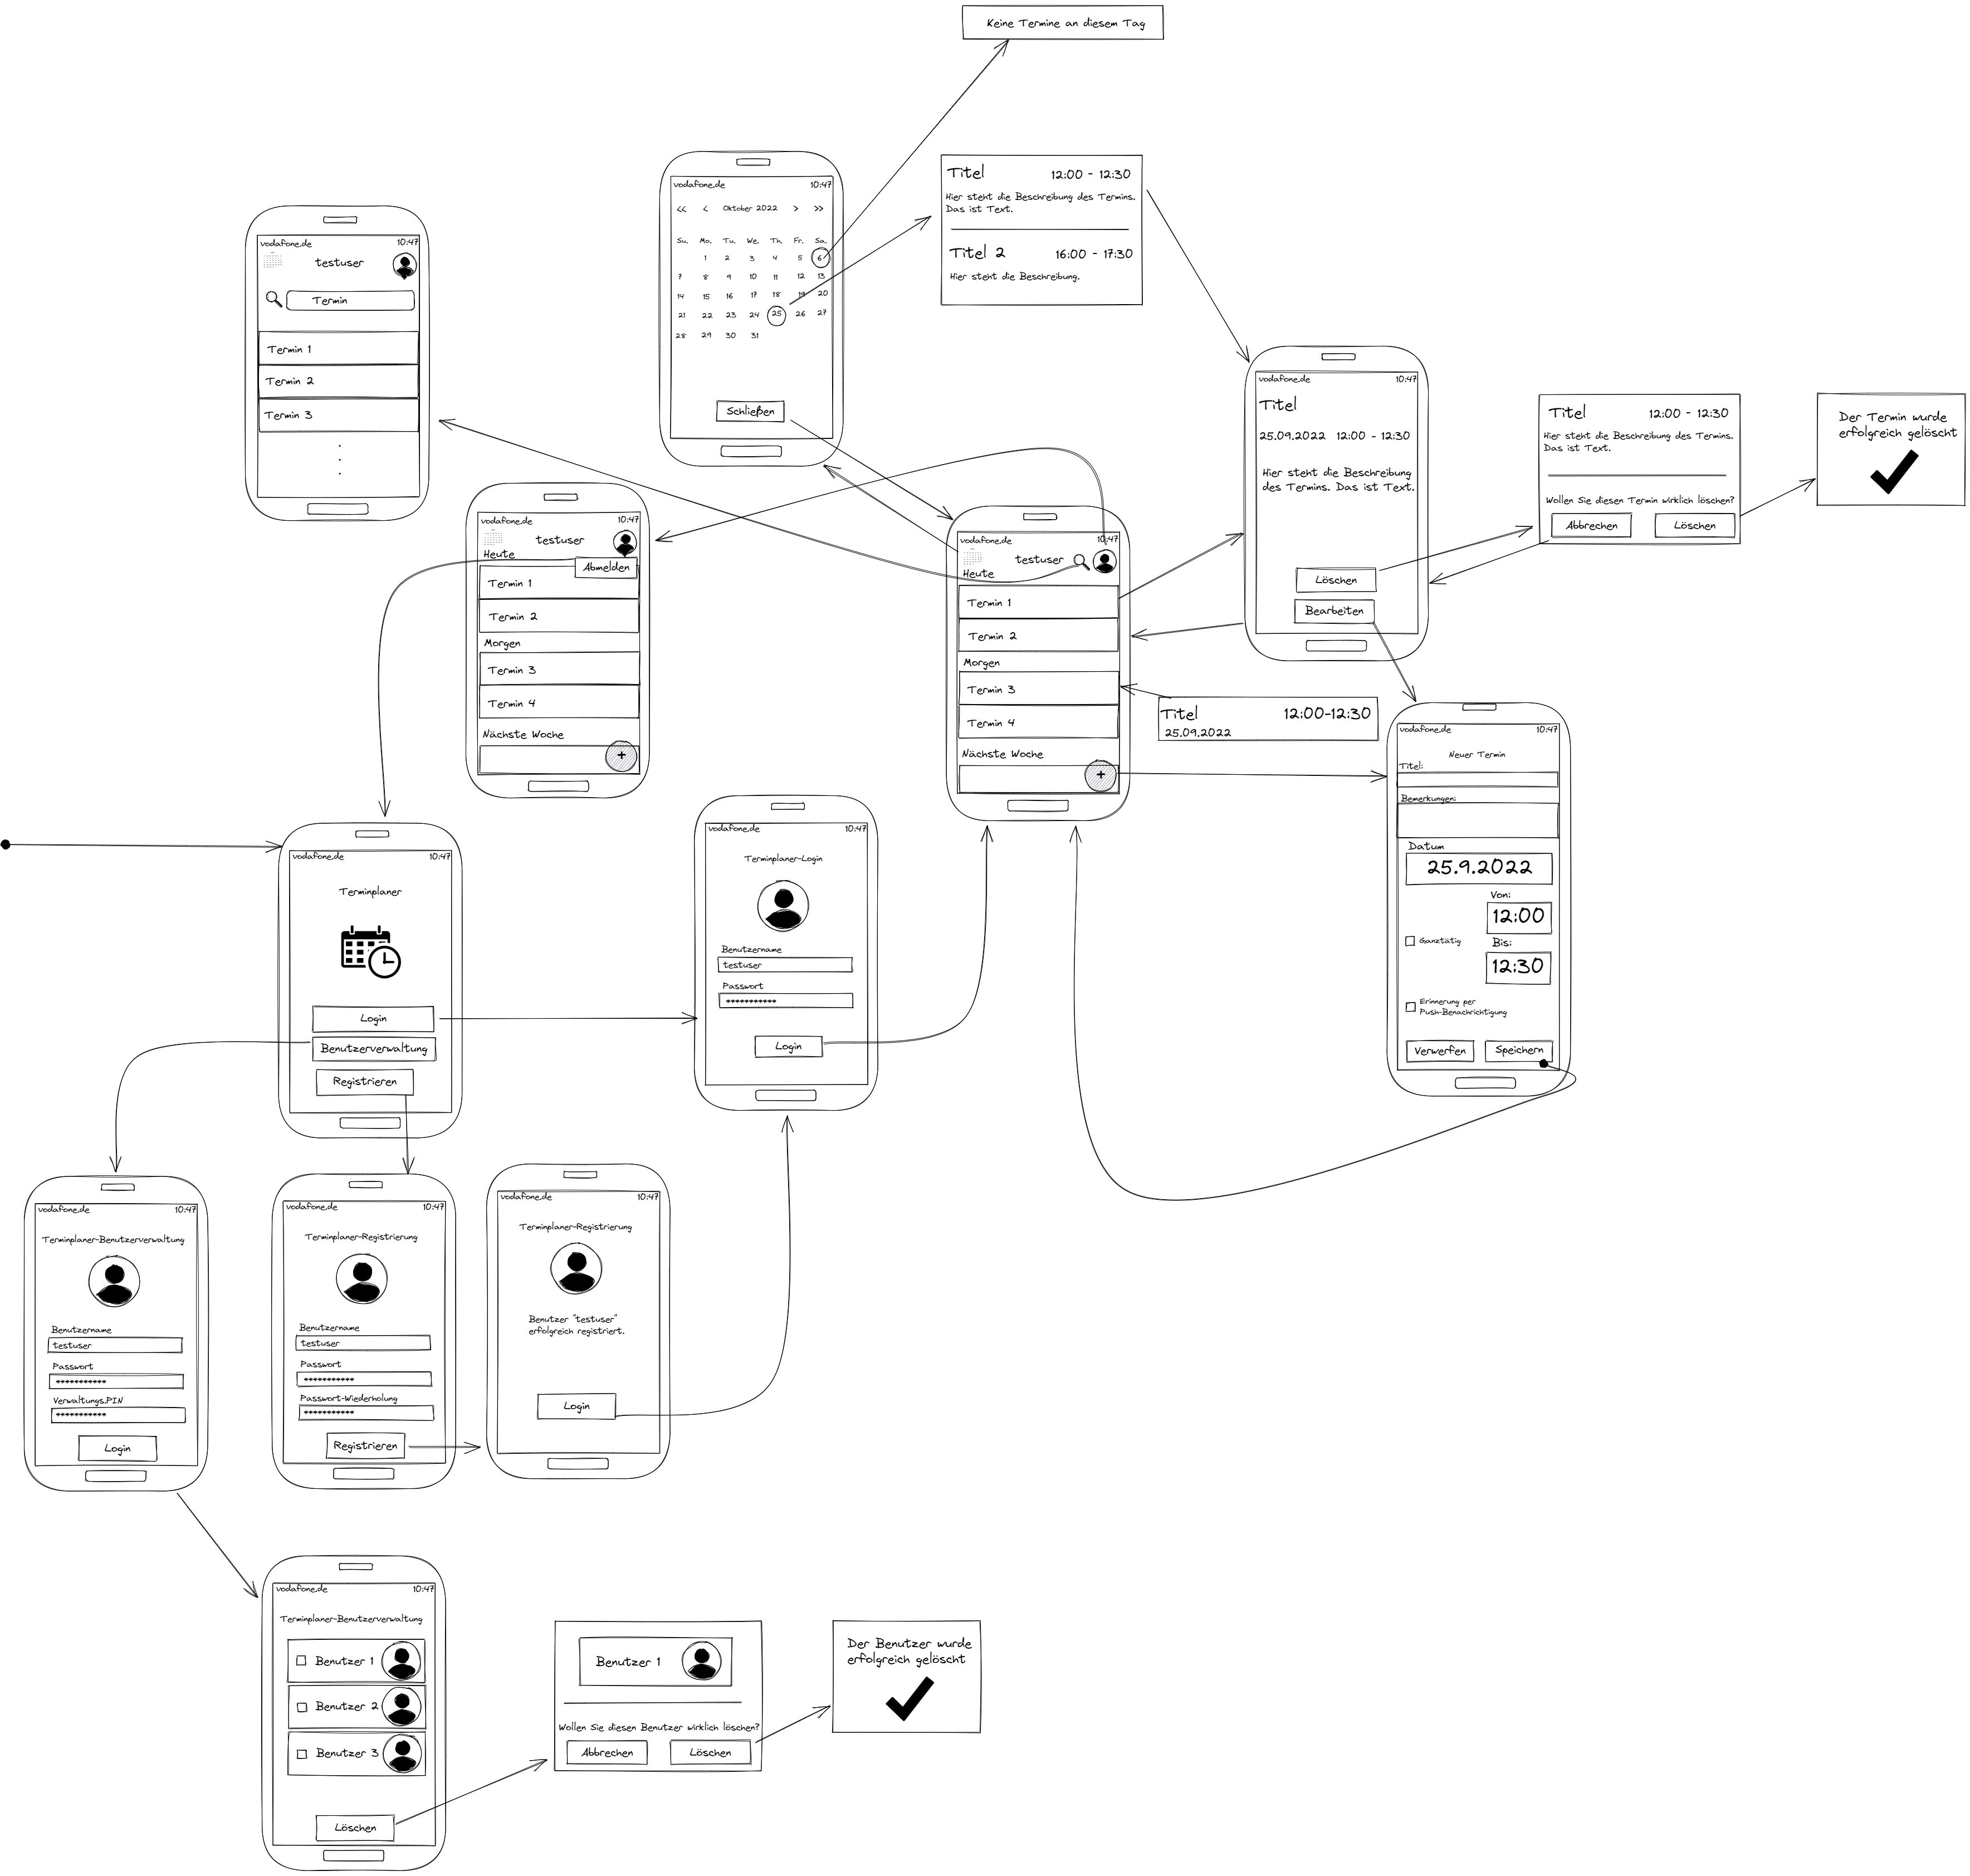 Keine Termine an diesem Tag
vodafone.de 10:47
<< < Oktober 2022 > >>
Su. Mo. Tu. We. Th. Fr. Sa.
1 2 3 4 5 6
7 8 9 10 11 12 13
14 15 16 17 18 19 20
21 22 23 24 25 26 27
28 29 30 31
Schließen
Titel 12:00 - 12:30
Hier steht die Beschreibung des Termins.
Das ist Text.
Titel 2 16:00 - 17:30
Hier steht die Beschreibung.
vodafone.de 10:47
testuser
Termin
Termin 1
Termin 2
Termin 3
vodafone.de 10:47
Titel
25.09.2022 12:00 - 12:30
Hier steht die Beschreibung
des Termins. Das ist Text.
Löschen
Bearbeiten
Titel 12:00 - 12:30
Hier steht die Beschreibung des Termins.
Das ist Text.
Wollen Sie diesen Termin wirklich löschen?
Abbrechen Löschen
Der Termin wurde
erfolgreich gelöscht
vodafone.de 10:47
testuser
Heute
Abmelden
Termin 1
Termin 2
Morgen
Termin 3
Termin 4
Nächste Woche
+
vodafone.de 10:47
testuser
Heute
Termin 1
Termin 2
Morgen
Termin 3
Termin 4
Nächste Woche
+
Titel 12:00-12:30
25.09.2022
vodafone.de 10:47
Neuer Termin
Titel:
Bemerkungen:
Datum
25.9.2022
Von:
12:00
Ganztätig Bis:
12:30
Erinnerung per
Push-Benachrichtigung
Verwerfen Speichern
vodafone.de 10:47
Terminplaner
Login
Benutzerverwaltung
Registrieren
vodafone.de 10:47
Terminplaner-Login
Benutzername
testuser
Passwort
***********
Login
vodafone.de 10:47
Terminplaner-Benutzerverwaltung
Benutzername
testuser
Passwort
***********
Verwaltungs.PIN
***********
Login
vodafone.de 10:47
Terminplaner-Registrierung
Benutzername
testuser
Passwort
***********
Passwort-Wiederholung
***********
Registrieren
vodafone.de 10:47
Terminplaner-Registrierung
Benutzer "testuser"
erfolgreich registriert.
Login
vodafone.de 10:47
Terminplaner-Benutzerverwaltung
Benutzer 1
Benutzer 2
Benutzer 3
Löschen
Benutzer 1
Wollen Sie diesen Benutzer wirklich löschen?
Abbrechen Löschen
Der Benutzer wurde
erfolgreich gelöscht